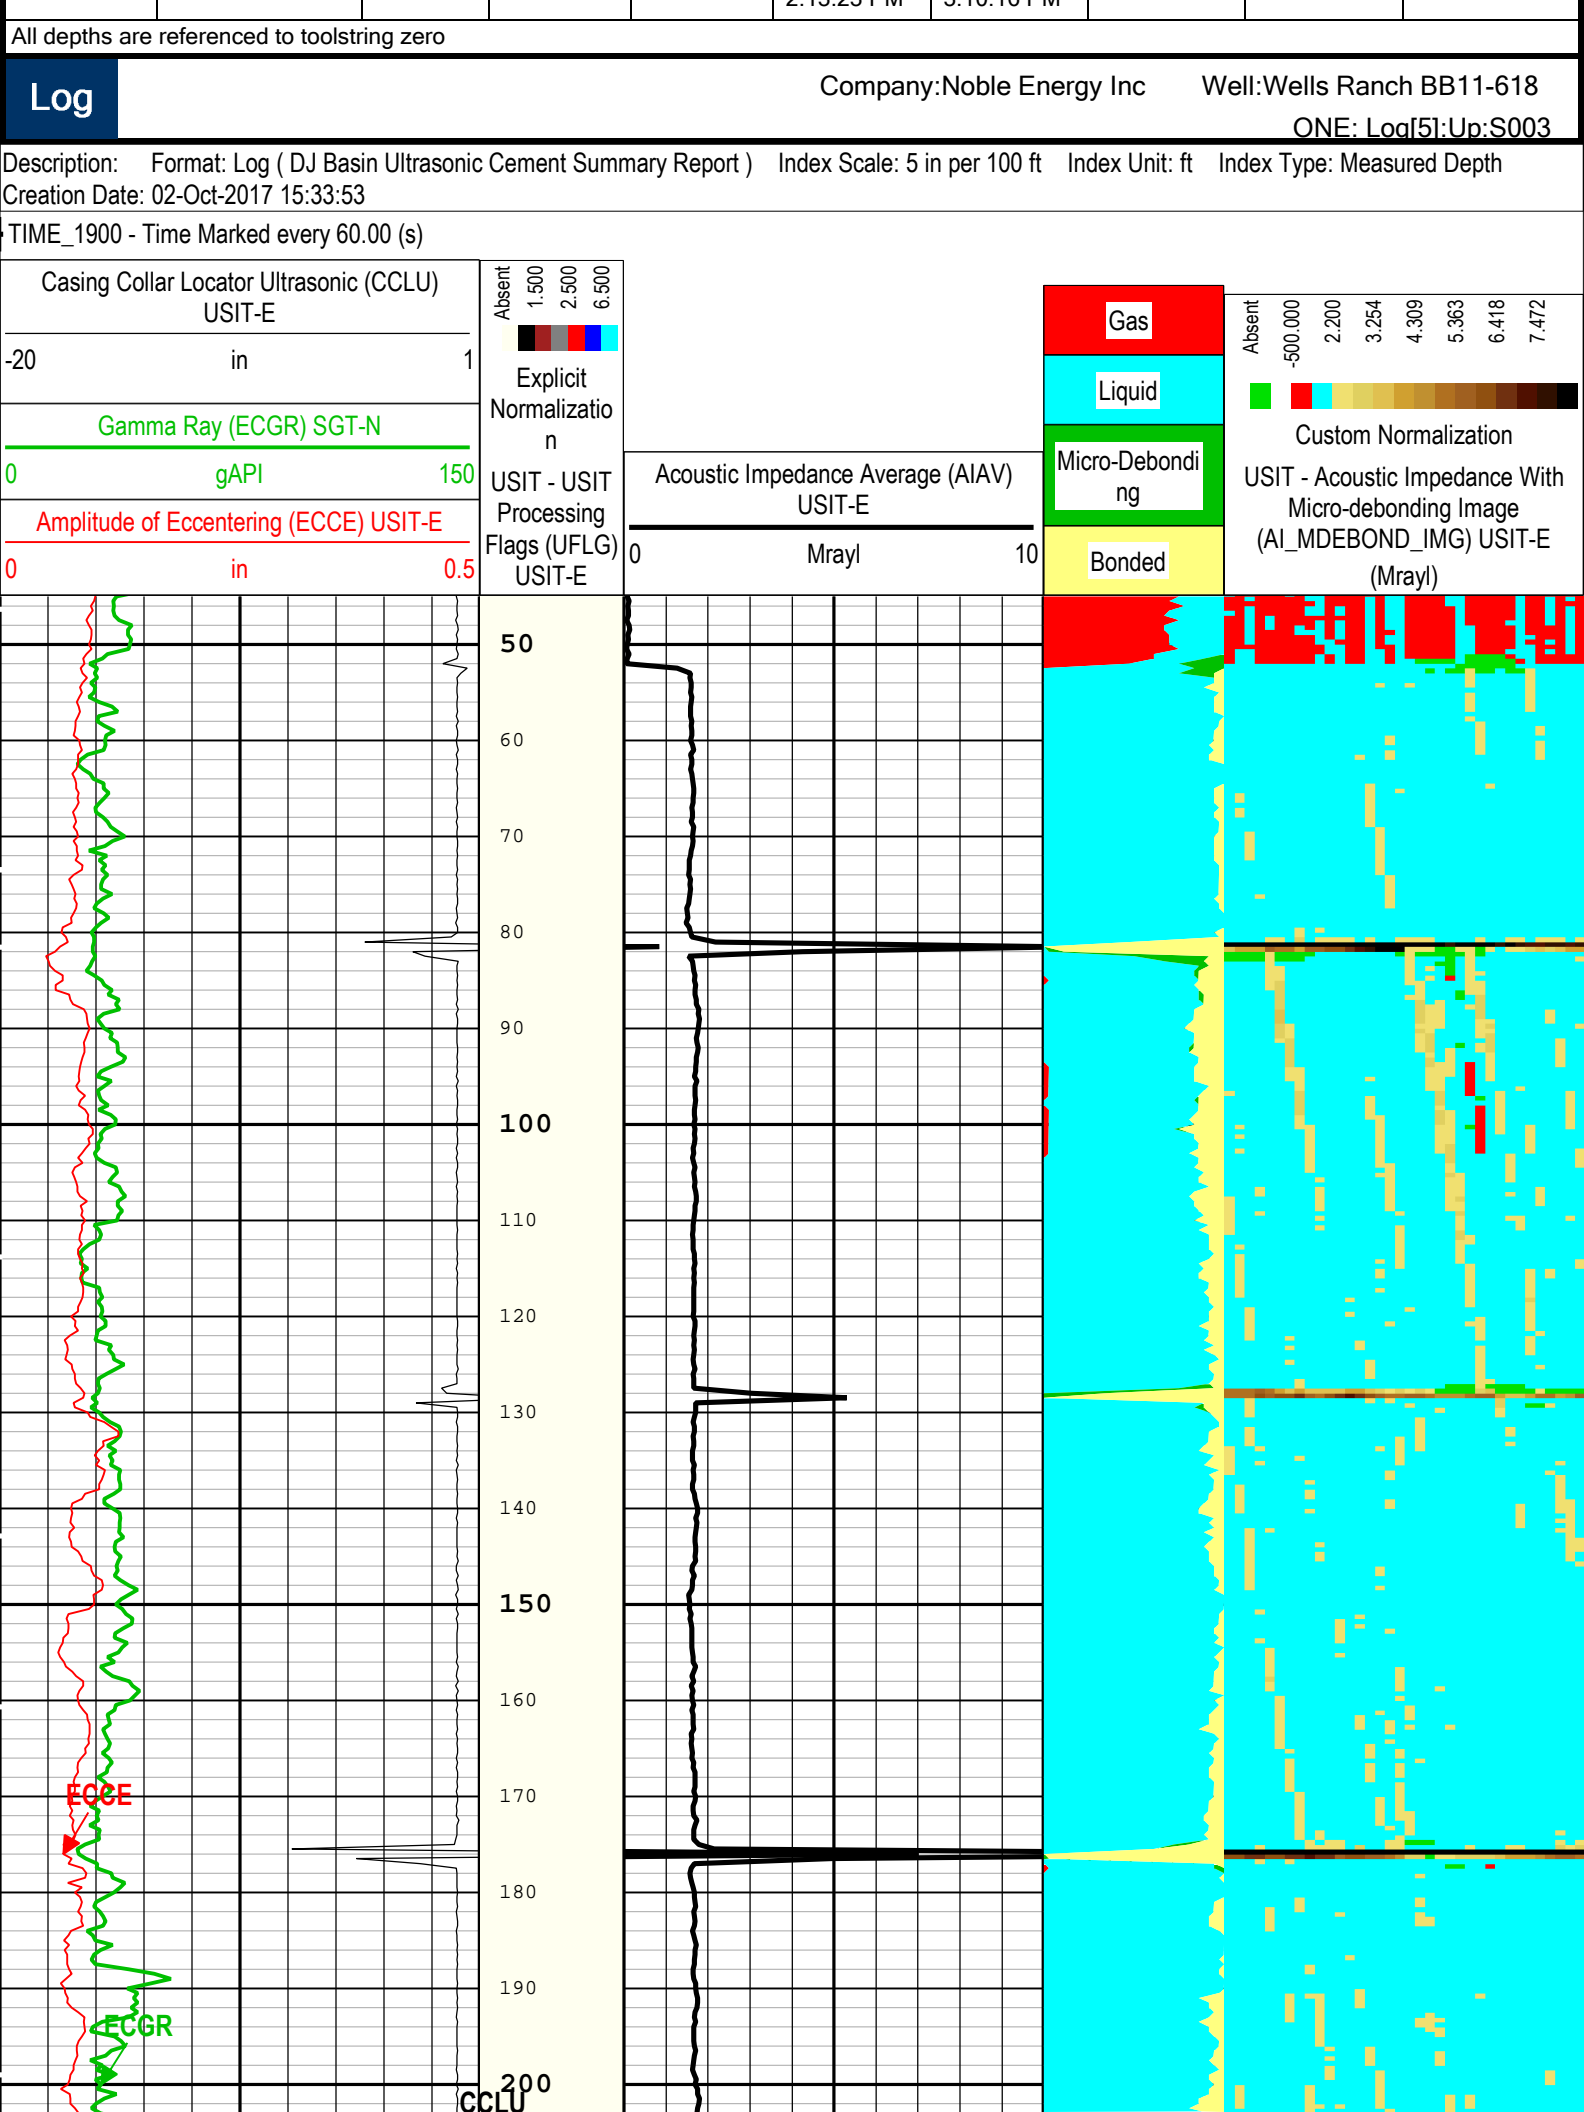 All depths are referenced to toolstring zero
Log
Company:Noble Energy Inc Well:Wells Ranch BB11-618
ONE: Log[5]:Up:S003
Description: Format: Log ( DJ Basin Ultrasonic Cement Summary Report ) Index Scale: 5 in per 100 ft Index Unit: ft Index Type: Measured Depth
Creation Date: 02-Oct-2017 15:33:53
TIME_1900 - Time Marked every 60.00 (s)
Casing Collar Locator Ultrasonic (CCLU)
USIT-E
-20 in 1
Gamma Ray (ECGR) SGT-N
0 gAPI 150
Amplitude of Eccentering (ECCE) USIT-E
0 in 0.5
Absent
1.500
2.500
6.500
Explicit
Normalizatio
n
USIT - USIT
Processing
Flags (UFLG)
USIT-E
Acoustic Impedance Average (AIAV)
USIT-E
0 Mrayl 10
Gas
Liquid
Micro-Debondi
ng
Bonded
Absent
-500.000
2.200
3.254
4.309
5.363
6.418
7.472
Custom Normalization
USIT - Acoustic Impedance With
Micro-debonding Image
(AI_MDEBOND_IMG) USIT-E
(Mrayl)
50
60
70
80
90
100
110
120
130
140
150
160
170
ECCE
180
190
ECGR
200
CCLU